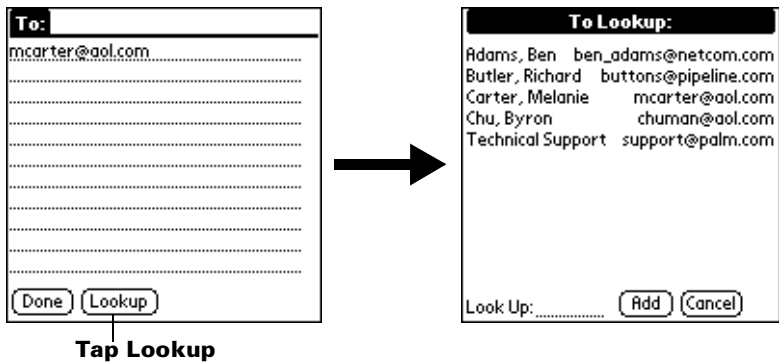 To:
mcarter@aol.com
Done Lookup
Tap Lookup
To Lookup:
Adams, Ben ben_adams@netcom.com
Butler, Richard buttons@pipeline.com
Carter, Melanie mcarter@aol.com
Chu, Byron chuman@aol.com
Technical Support support@palm.com
Look Up: Add Cancel